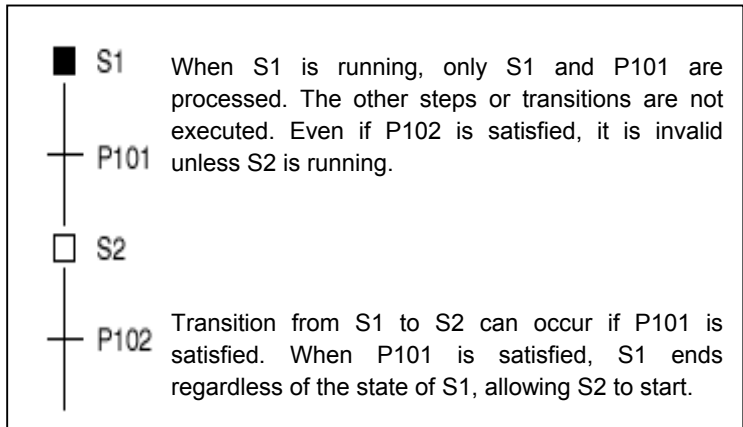 S1
When S1 is running, only S1 and P101 are
processed. The other steps or transitions are not
executed. Even if P102 is satisfied, it is invalid
P101
unless S2 is running.
S2
P102
Transition from S1 to S2 can occur if P101 is
satisfied. When P101 is satisfied, S1 ends
regardless of the state of S1, allowing S2 to start.